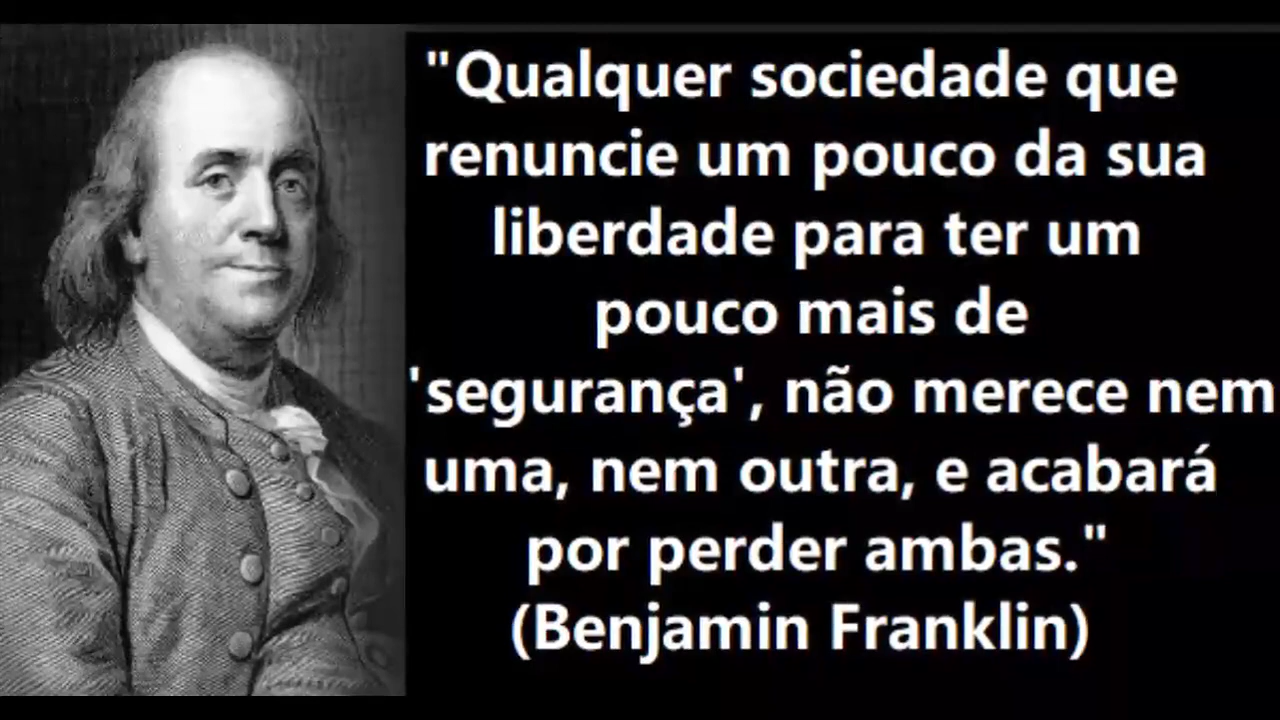 "Qualquer sociedade que
renuncie um pouco da sua
liberdade para ter um
pouco mais de
'segurança', não merece nem
uma, nem outra, e acabará
por perder ambas."
(Benjamin Franklin)